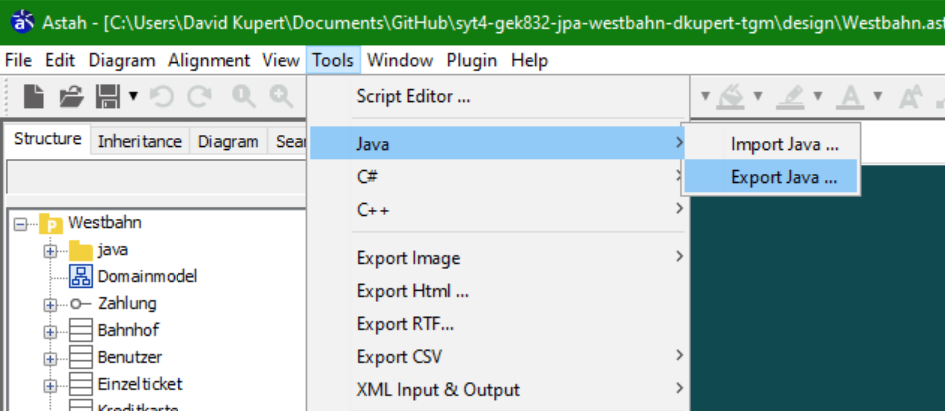 Astah - [C:\Users\David Kupert\Documents\GitHub\syt4-gek832-jpa-westbahn-dkupert-tgm\design\Westbahn.ast
File Edit Diagram Alignment View Tools Window Plugin Help
Script Editor ...
Structure Inheritance Diagram Sear
Java
Import Java ...
C#
Export Java ...
C++
Westbahn
java
Export Image
Domainmodel
Export Html ...
Zahlung
Export RTF...
Bahnhof
Export CSV
Benutzer
Einzelticket
XML Input & Output
Kreditkarte